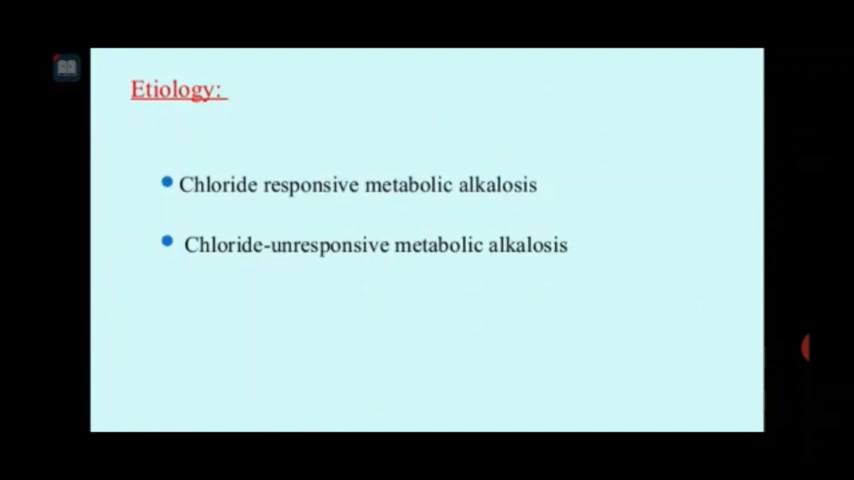 Etiology:
Chloride responsive metabolic alkalosis
Chloride-unresponsive metabolic alkalosis